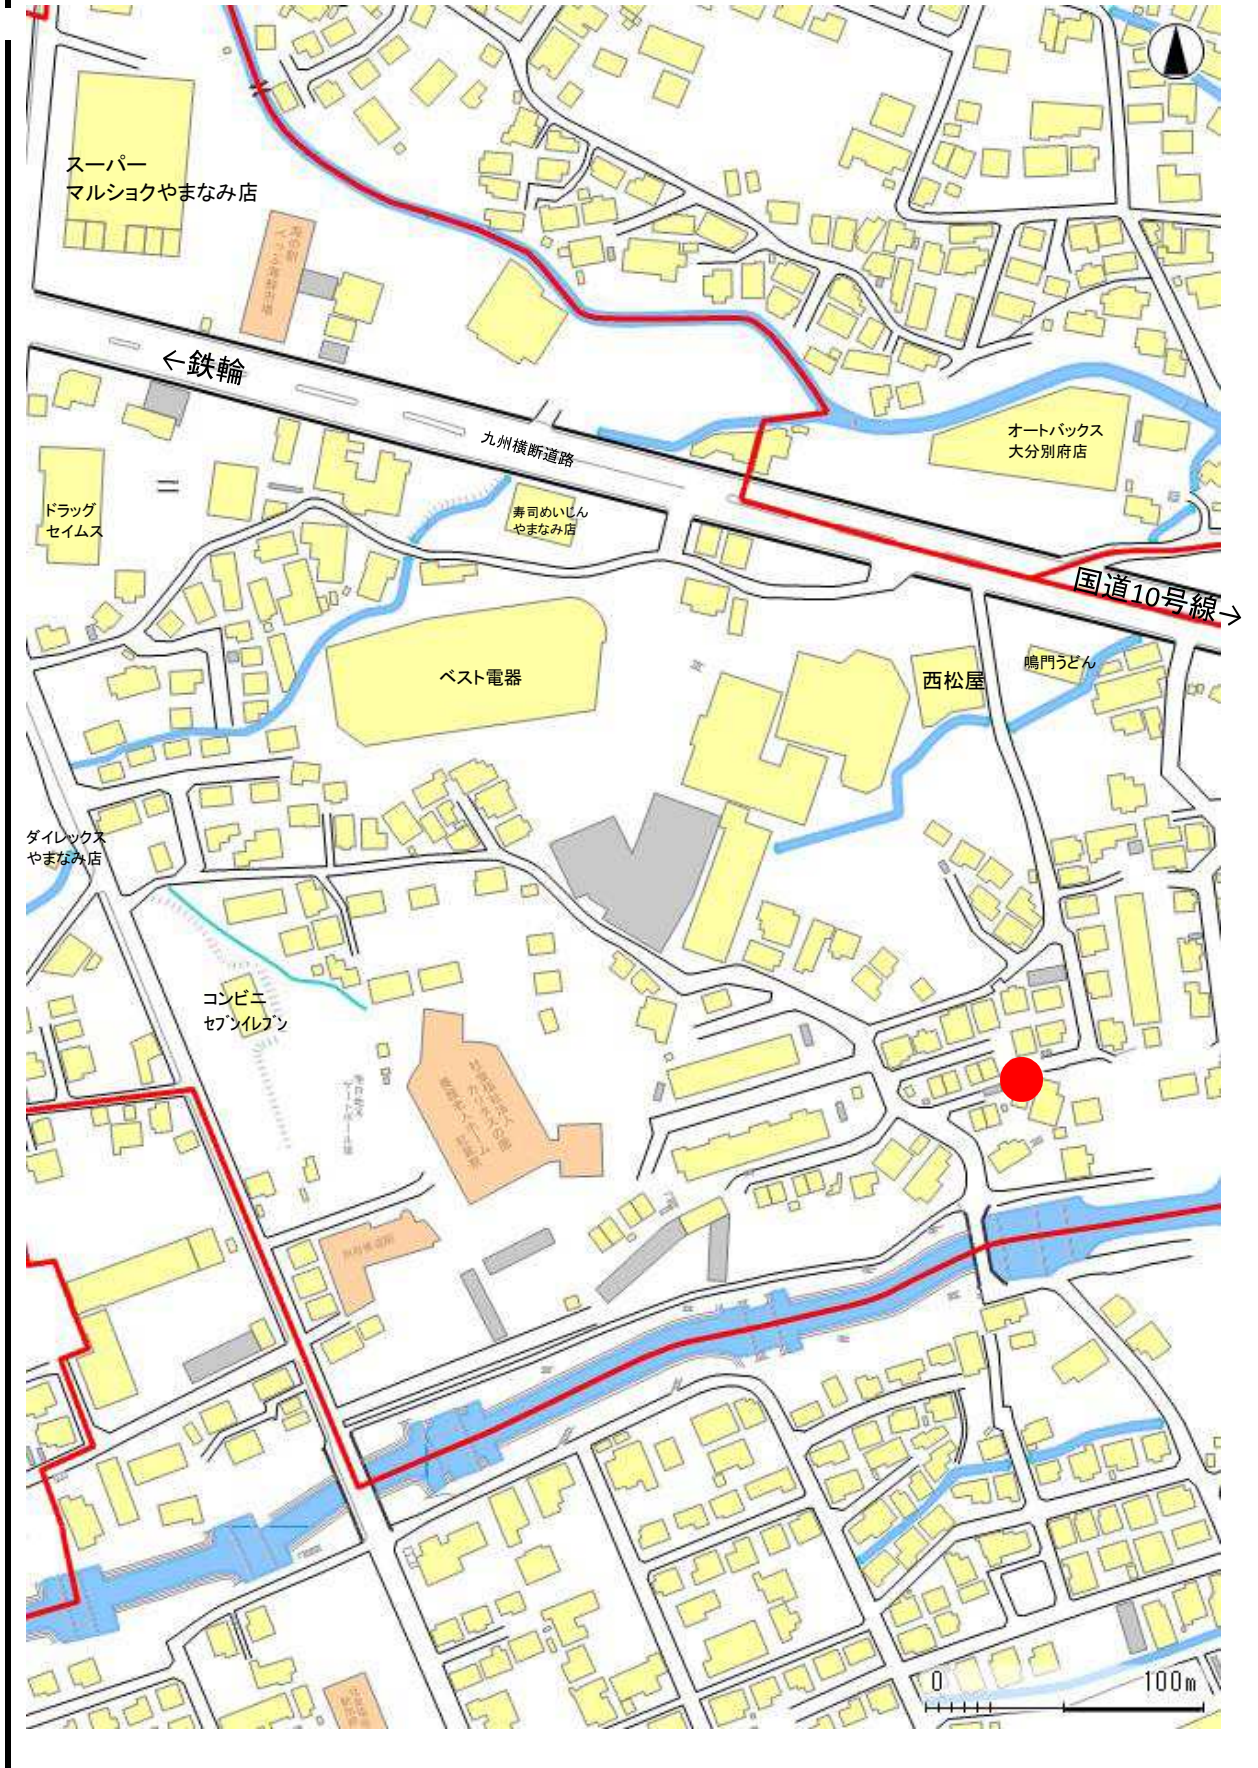 スーパー
マルショクやまなみ店
←鉄輪
九州横断道路
オートバックス
大分別府店
ドラッグ
セイムス
寿司めいじん
やまなみ店
国道10号線→
鳴門うどん
ベスト電器
西松屋
ダイレックス
やまなみ店
コンビニ
セブンイレブン
0 100m